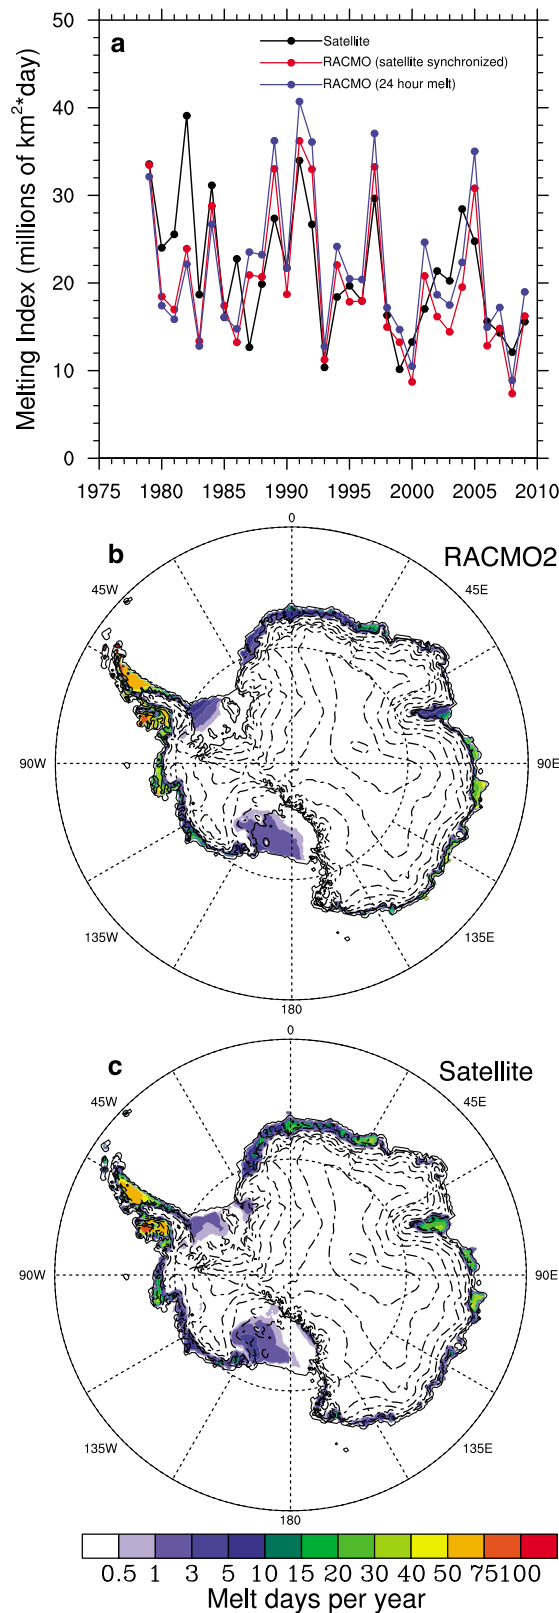 a
Satellite
RACMO (satellite synchronized)
RACMO (24 hour melt)
Melting Index (millions of km²*day)
50
40
30
20
10
0
1975 1980 1985 1990 1995 2000 2005 2010
b
RACMO2
0
45W
45E
90W
90E
135W
135E
180
c
Satellite
0
45W
45E
90W
90E
135W
135E
180
0.5 1 3 5 10 15 20 30 40 50 75 100
Melt days per year